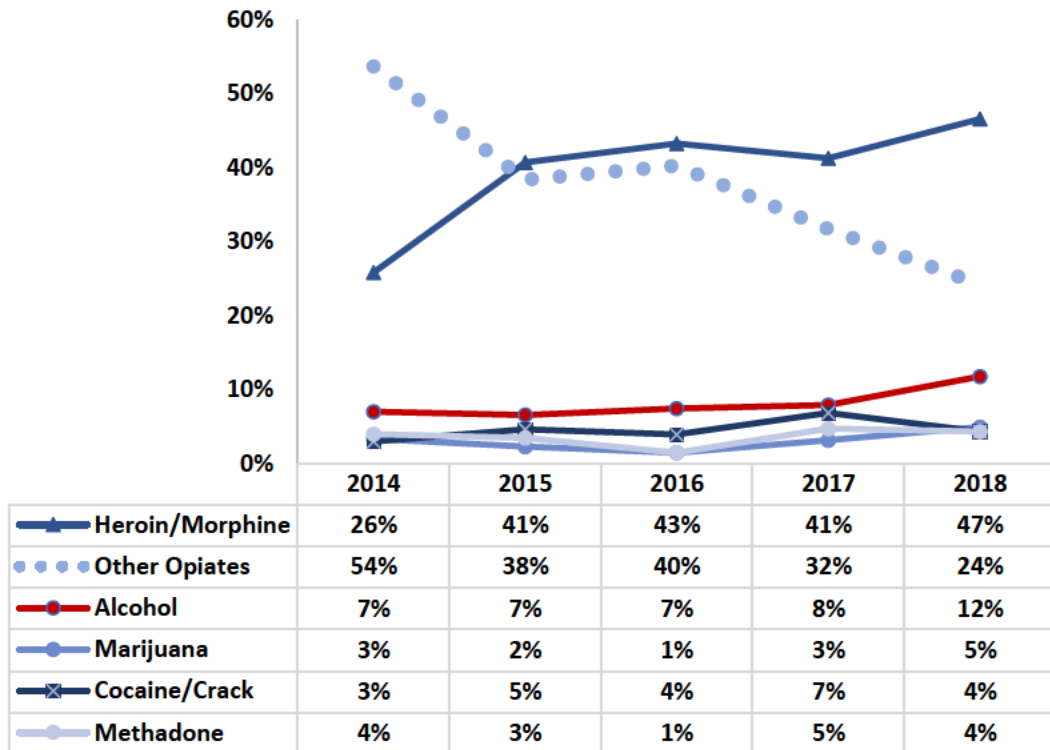 60%
50%
40%
30%
20%
10%
0%
2014 2015 2016 2017 2018
Heroin/Morphine 26% 41% 43% 41% 47%
Other Opiates 54% 38% 40% 32% 24%
Alcohol 7% 7% 7% 8% 12%
Marijuana 3% 2% 1% 3% 5%
Cocaine/Crack 3% 5% 4% 7% 4%
Methadone 4% 3% 1% 5% 4%